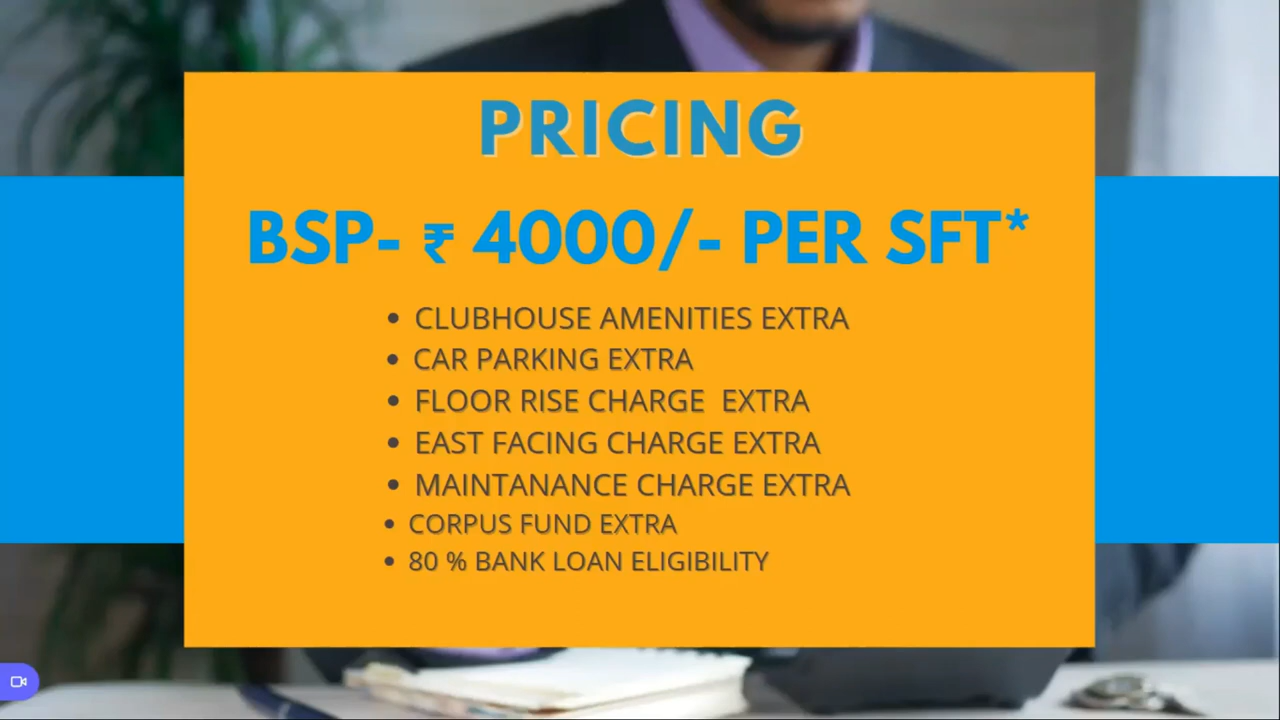 PRICING
BSP- ₹ 4000/- PER SFT*
• CLUBHOUSE AMENITIES EXTRA
• CAR PARKING EXTRA
• FLOOR RISE CHARGE  EXTRA
• EAST FACING CHARGE EXTRA
• MAINTANANCE CHARGE EXTRA
• CORPUS FUND EXTRA
• 80 % BANK LOAN ELIGIBILITY